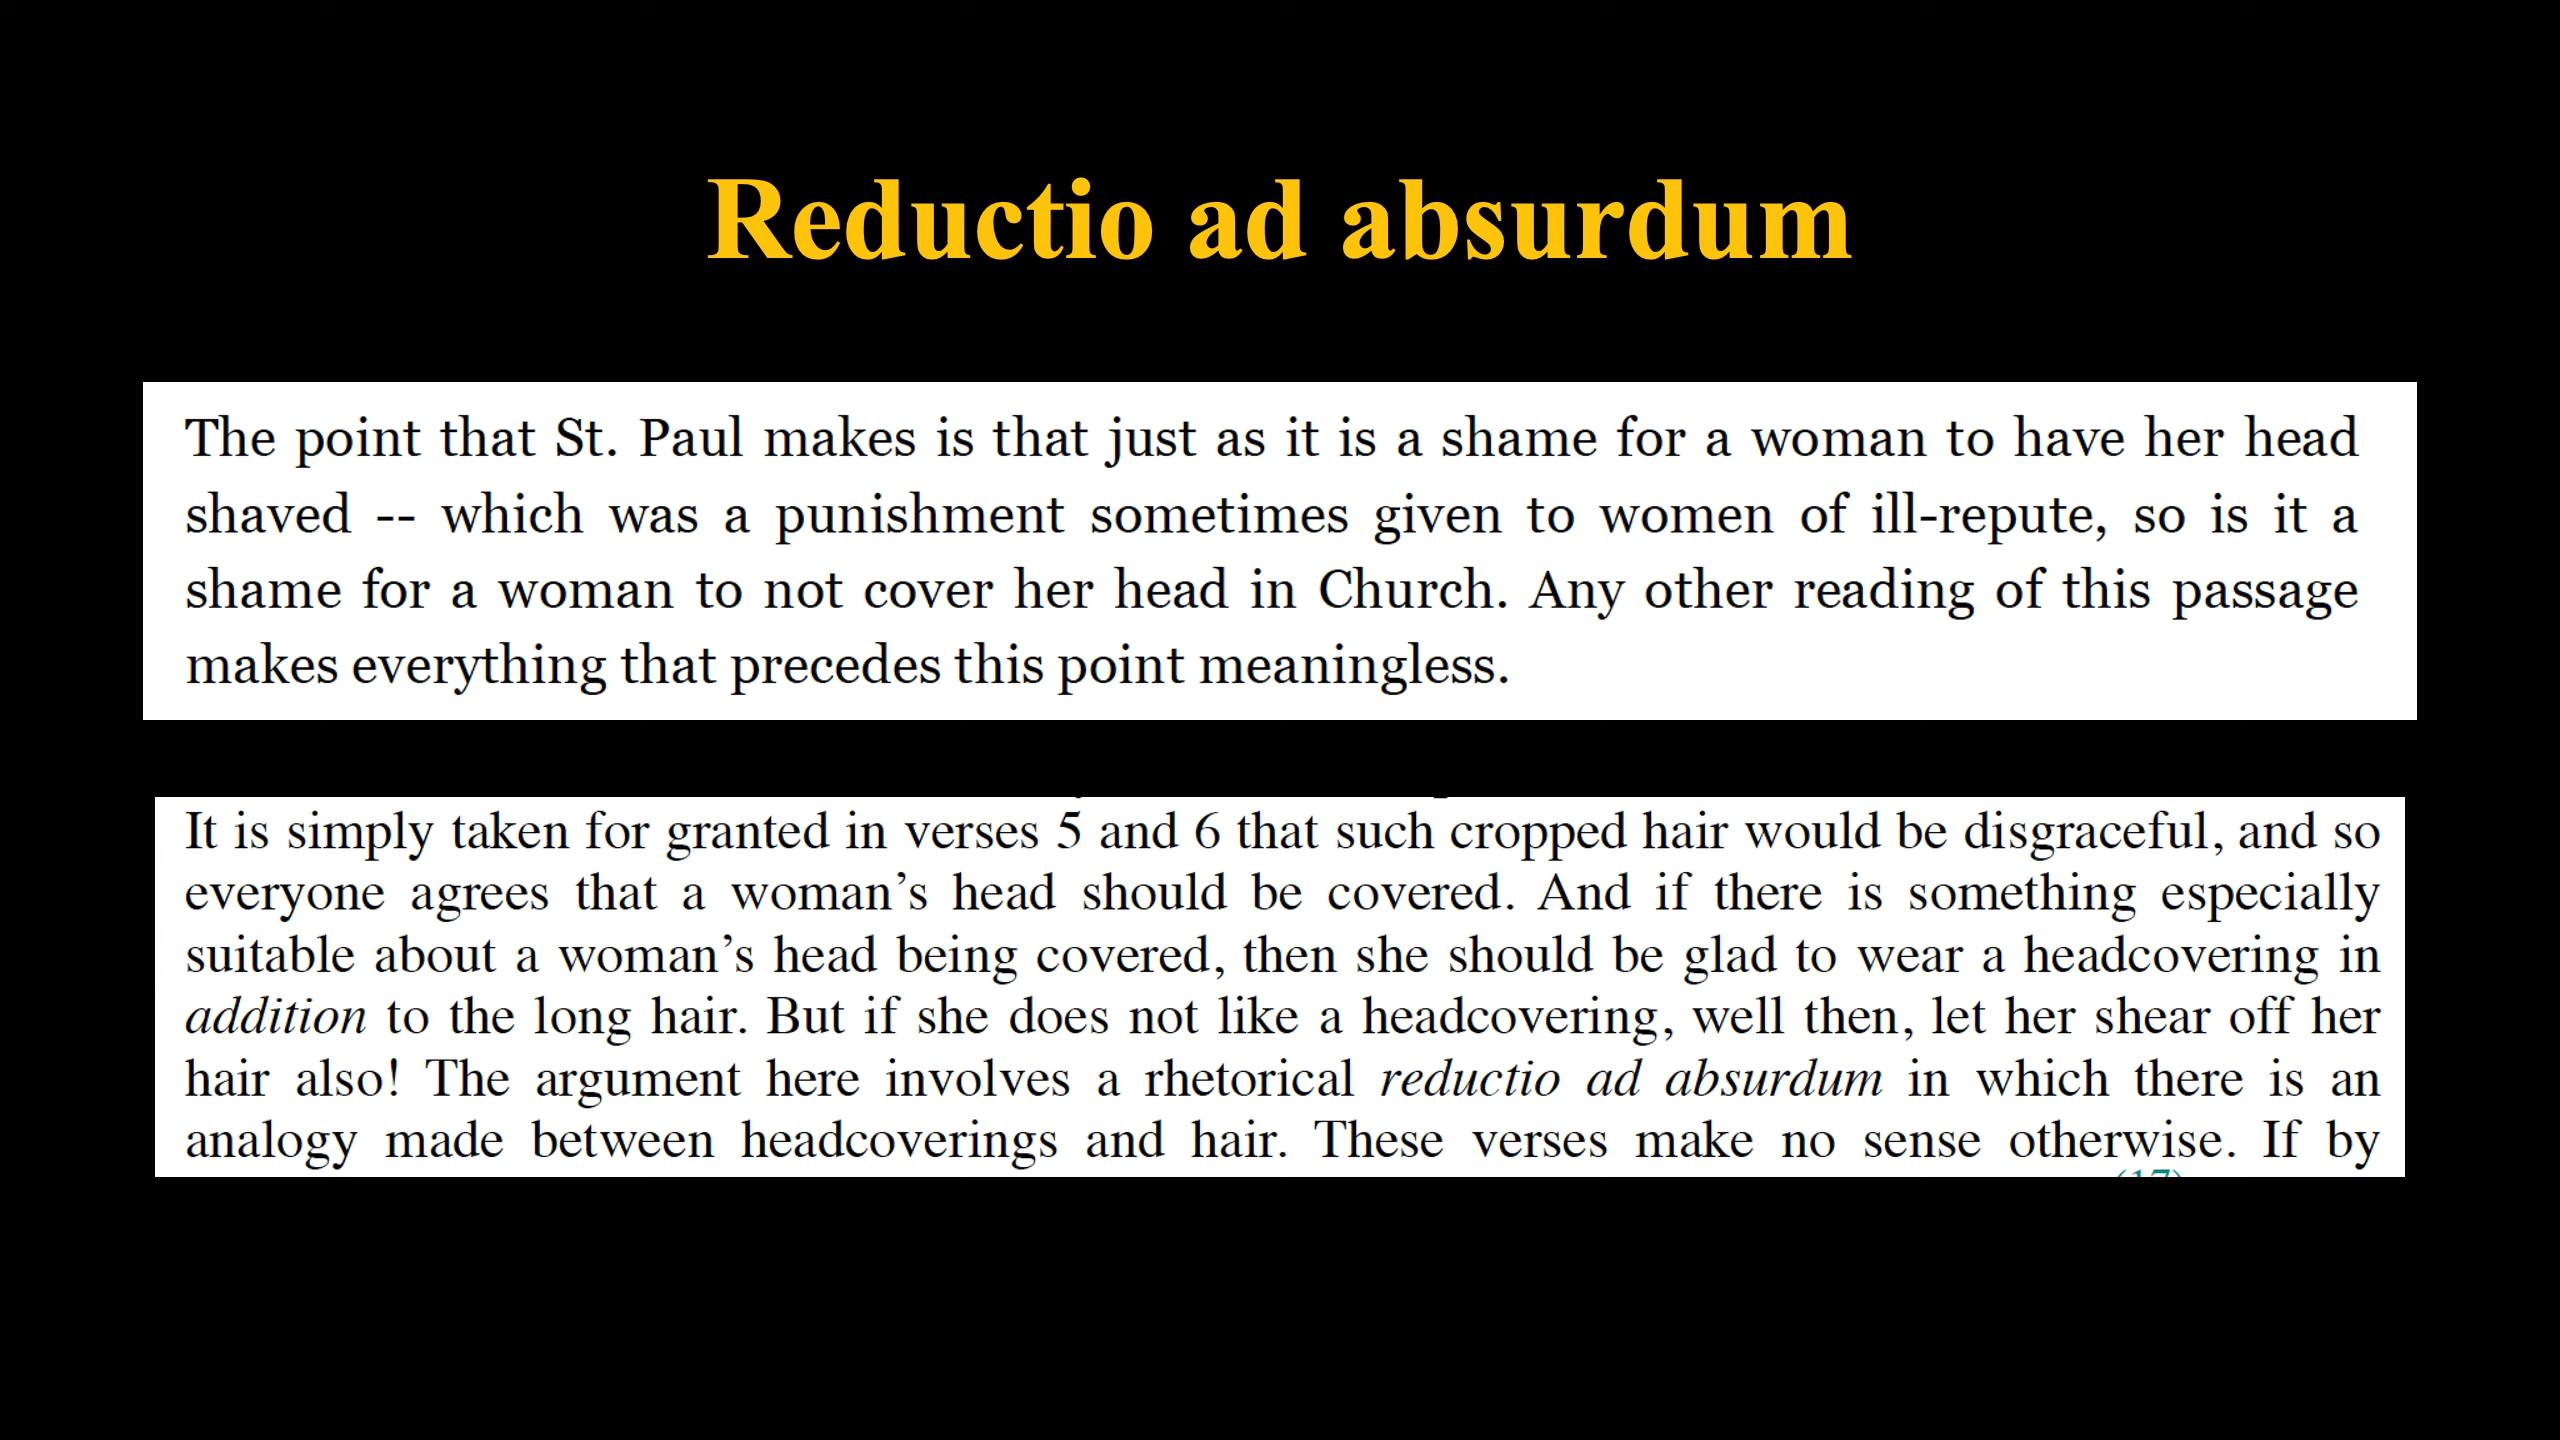 Reductio ad absurdum
The point that St. Paul makes is that just as it is a shame for a woman to have her head
shaved -- which was a punishment sometimes given to women of ill-repute, so is it a
shame for a woman to not cover her head in Church. Any other reading of this passage
makes everything that precedes this point meaningless.
It is simply taken for granted in verses 5 and 6 that such cropped hair would be disgraceful, and so
everyone agrees that a woman’s head should be covered. And if there is something especially
suitable about a woman’s head being covered, then she should be glad to wear a headcovering in
addition to the long hair. But if she does not like a headcovering, well then, let her shear off her
hair also! The argument here involves a rhetorical reductio ad absurdum in which there is an
analogy made between headcoverings and hair. These verses make no sense otherwise. If by